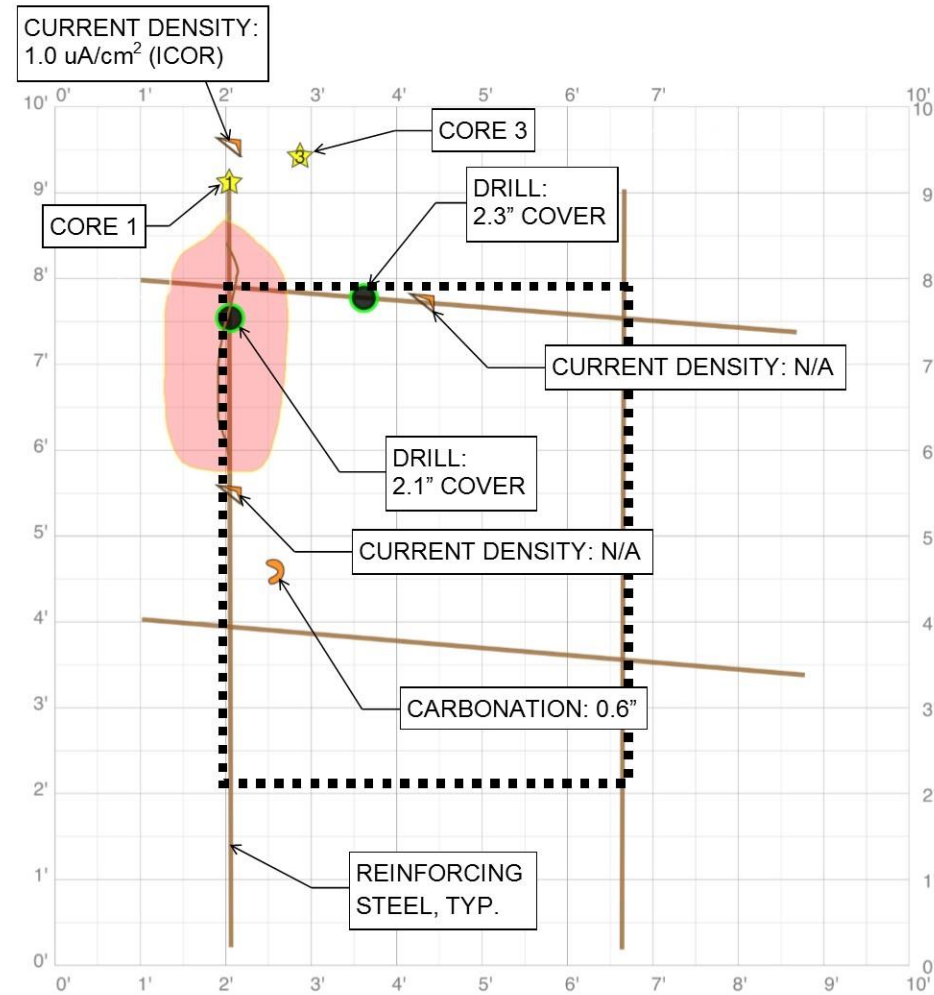 CURRENT DENSITY:
1.0 uA/cm² (ICOR)
10' 0' 1' 2' 3' 4' 5' 6' 7' 10'
10
3 CORE 3
9' 1 9
DRILL:
2.3" COVER
CORE 1
8' 8
7' CURRENT DENSITY: N/A 7
6' 6
DRILL:
2.1" COVER
5' CURRENT DENSITY: N/A 5
4' 4
3' CARBONATION: 0.6" 3
2' 2
1' 1
REINFORCING
STEEL, TYP.
0' 0
0' 1' 2' 3' 4' 5' 6' 7' 8' 9' 10'